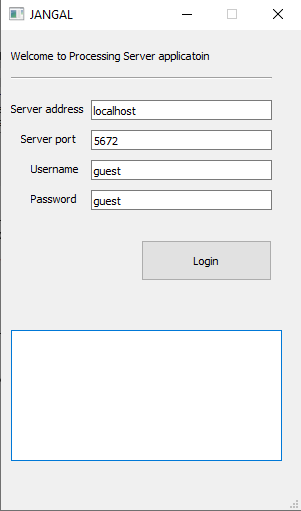 JANGAL
Welcome to Processing Server applicatoin
Server address localhost
Server port 5672
Username guest
Password guest
Login